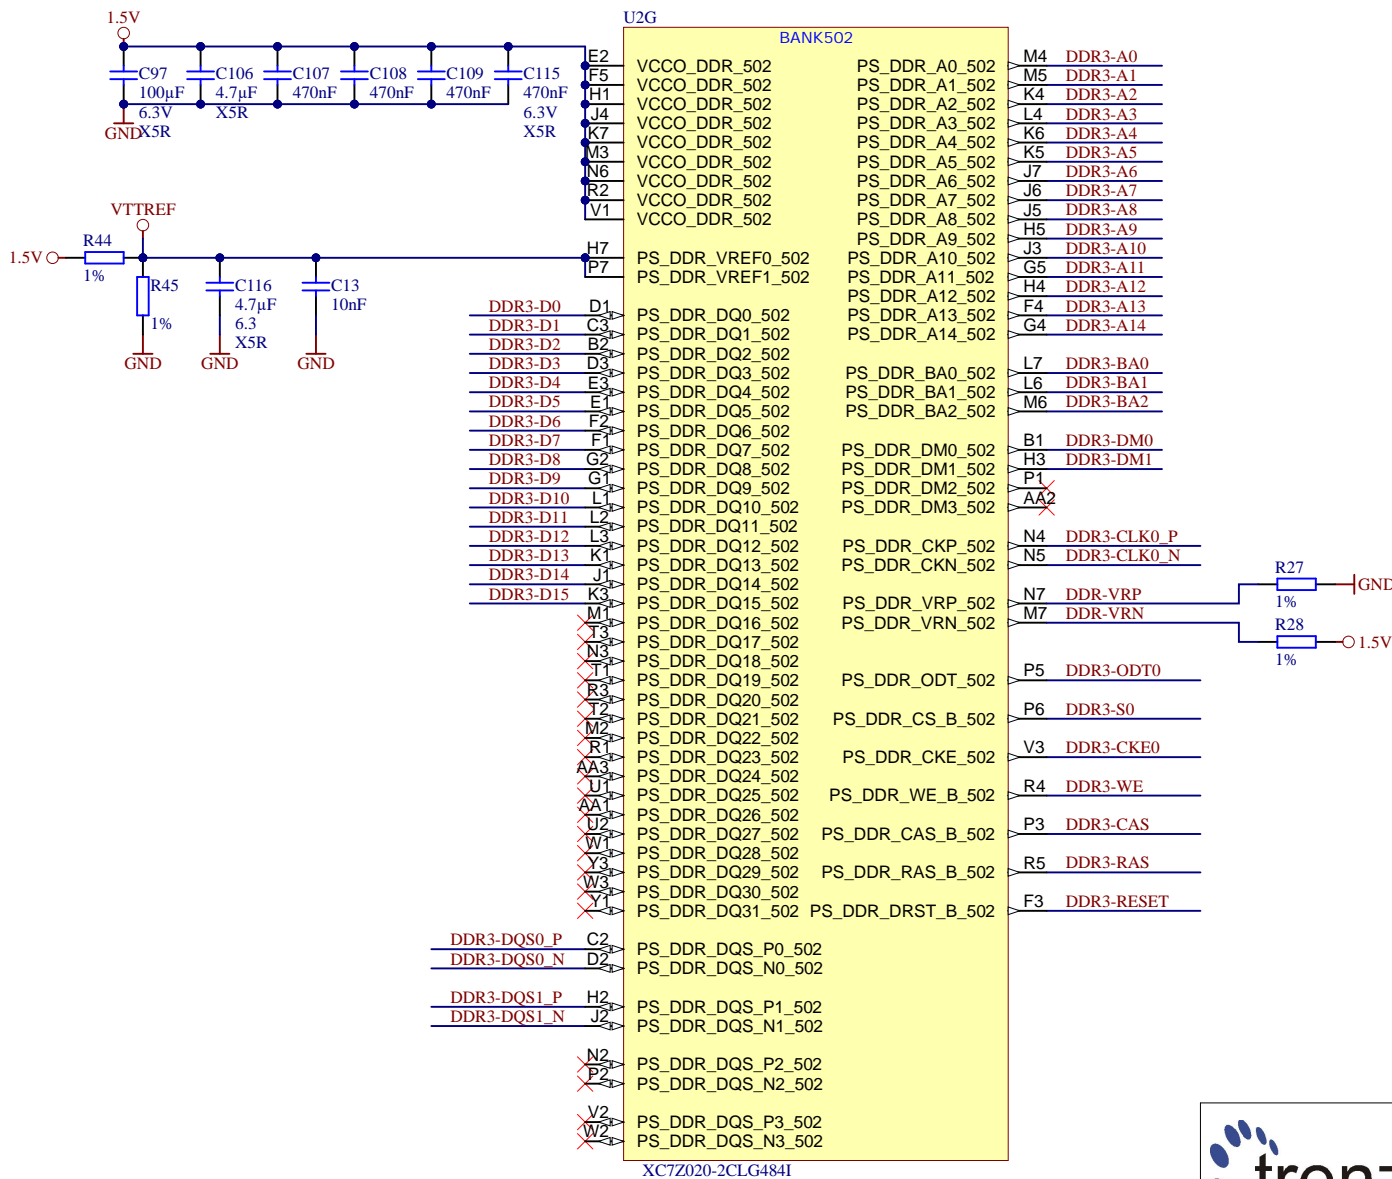 1.5V
C97
100µF
6.3V
X5R
C106
4.7µF
X5R
C107
470nF
C108
470nF
C109
470nF
C115
470nF
6.3V
X5R
GND
VTTREF
1.5V
R44
1%
R45
1%
C116
4.7µF
6.3
X5R
C13
10nF
GND
GND
GND
U2G
BANK502
E2 VCCO_DDR_502
F5 VCCO_DDR_502
H1 VCCO_DDR_502
J4 VCCO_DDR_502
K7 VCCO_DDR_502
M3 VCCO_DDR_502
N6 VCCO_DDR_502
R2 VCCO_DDR_502
V1 VCCO_DDR_502
H7 PS_DDR_VREF0_502
P7 PS_DDR_VREF1_502
DDR3-D0 D1 PS_DDR_DQ0_502
DDR3-D1 C3 PS_DDR_DQ1_502
DDR3-D2 B2 PS_DDR_DQ2_502
DDR3-D3 D3 PS_DDR_DQ3_502
DDR3-D4 E3 PS_DDR_DQ4_502
DDR3-D5 E1 PS_DDR_DQ5_502
DDR3-D6 F2 PS_DDR_DQ6_502
DDR3-D7 F1 PS_DDR_DQ7_502
DDR3-D8 G2 PS_DDR_DQ8_502
DDR3-D9 G1 PS_DDR_DQ9_502
DDR3-D10 L1 PS_DDR_DQ10_502
DDR3-D11 L2 PS_DDR_DQ11_502
DDR3-D12 L3 PS_DDR_DQ12_502
DDR3-D13 K1 PS_DDR_DQ13_502
DDR3-D14 J1 PS_DDR_DQ14_502
DDR3-D15 K3 PS_DDR_DQ15_502
M1 PS_DDR_DQ16_502
T3 PS_DDR_DQ17_502
N3 PS_DDR_DQ18_502
T1 PS_DDR_DQ19_502
R3 PS_DDR_DQ20_502
T2 PS_DDR_DQ21_502
M2 PS_DDR_DQ22_502
R1 PS_DDR_DQ23_502
AA3 PS_DDR_DQ24_502
U1 PS_DDR_DQ25_502
AA1 PS_DDR_DQ26_502
U2 PS_DDR_DQ27_502
W1 PS_DDR_DQ28_502
Y3 PS_DDR_DQ29_502
W3 PS_DDR_DQ30_502
Y1 PS_DDR_DQ31_502
DDR3-DQS0_P C2 PS_DDR_DQS_P0_502
DDR3-DQS0_N D2 PS_DDR_DQS_N0_502
DDR3-DQS1_P H2 PS_DDR_DQS_P1_502
DDR3-DQS1_N J2 PS_DDR_DQS_N1_502
N2 PS_DDR_DQS_P2_502
P2 PS_DDR_DQS_N2_502
V2 PS_DDR_DQS_P3_502
W2 PS_DDR_DQS_N3_502
PS_DDR_A0_502 M4 DDR3-A0
PS_DDR_A1_502 M5 DDR3-A1
PS_DDR_A2_502 K4 DDR3-A2
PS_DDR_A3_502 L4 DDR3-A3
PS_DDR_A4_502 K6 DDR3-A4
PS_DDR_A5_502 K5 DDR3-A5
PS_DDR_A6_502 J7 DDR3-A6
PS_DDR_A7_502 J6 DDR3-A7
PS_DDR_A8_502 J5 DDR3-A8
PS_DDR_A9_502 H5 DDR3-A9
PS_DDR_A10_502 J3 DDR3-A10
PS_DDR_A11_502 G5 DDR3-A11
PS_DDR_A12_502 H4 DDR3-A12
PS_DDR_A13_502 F4 DDR3-A13
PS_DDR_A14_502 G4 DDR3-A14
PS_DDR_BA0_502 L7 DDR3-BA0
PS_DDR_BA1_502 L6 DDR3-BA1
PS_DDR_BA2_502 M6 DDR3-BA2
PS_DDR_DM0_502 B1 DDR3-DM0
PS_DDR_DM1_502 H3 DDR3-DM1
PS_DDR_DM2_502 P1
PS_DDR_DM3_502 AA2
PS_DDR_CKP_502 N4 DDR3-CLK0_P
PS_DDR_CKN_502 N5 DDR3-CLK0_N
PS_DDR_VRP_502 N7 DDR-VRP
PS_DDR_VRN_502 M7 DDR-VRN
R27
1%
GND
R28
1%
1.5V
PS_DDR_ODT_502 P5 DDR3-ODT0
PS_DDR_CS_B_502 P6 DDR3-S0
PS_DDR_CKE_502 V3 DDR3-CKE0
PS_DDR_WE_B_502 R4 DDR3-WE
PS_DDR_CAS_B_502 P3 DDR3-CAS
PS_DDR_RAS_B_502 R5 DDR3-RAS
PS_DDR_DRST_B_502 F3 DDR3-RESET
XC7Z020-2CLG484I